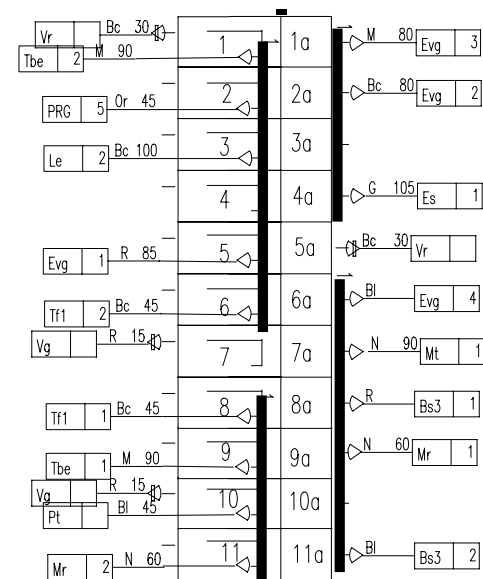 Vr Bc 30 1 1a M 80 Evg 3
Tbe 2 M 90
PRG 5 Or 45 2 2a Bc 80 Evg 2
Le 2 Bc 100 3 3a
4 4a G 105 Es 1
Evg 1 R 85 5 5a Bc 30 Vr
Tf1 2 Bc 45 6 6a Bl Evg 4
Vg R 15 7 7a N 90 Mt 1
Tf1 1 Bc 45 8 8a R Bs3 1
Tbe 1 M 90 9 9a N 60 Mr 1
Vg R 15 10 10a
Pt Bl 45
Mr 2 N 60 11 11a Bl Bs3 2